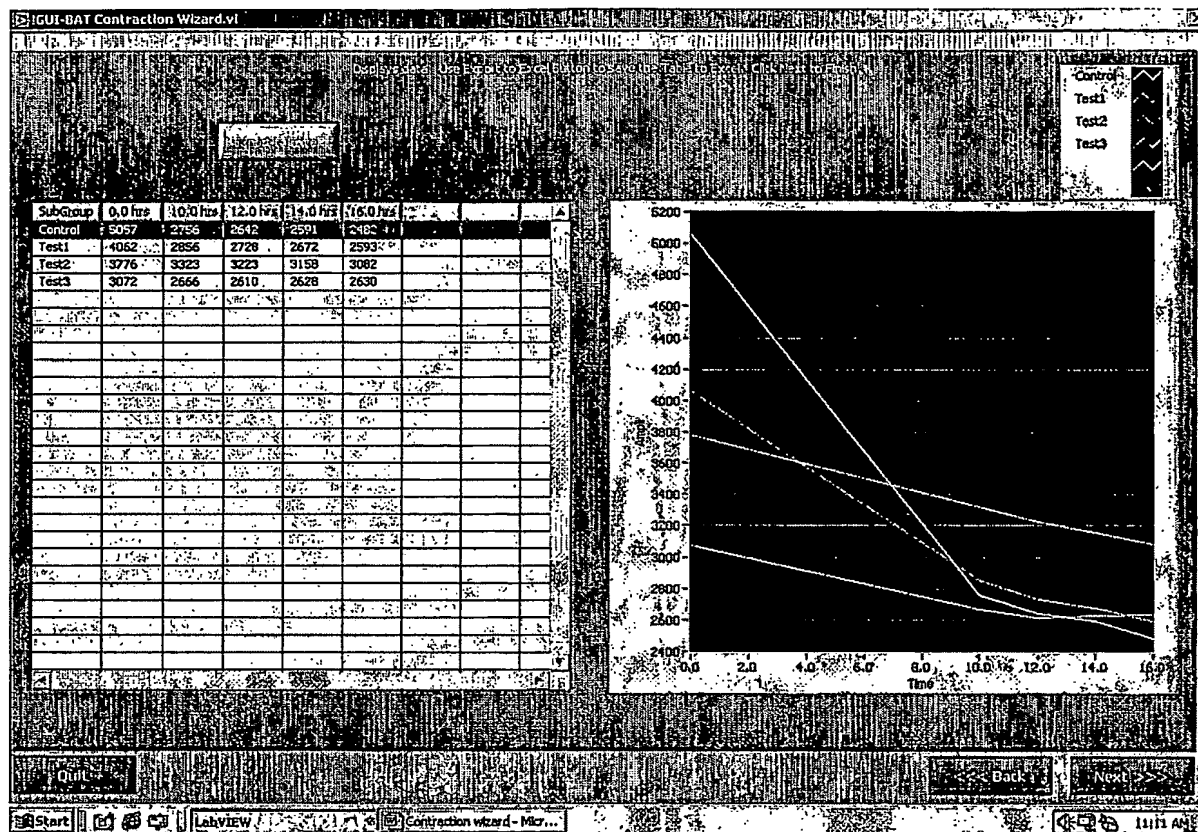 GUI-BAT Contraction Wizard.vi
Control
Test1
Test2
Test3
SubGroup 0.0 hrs 10.0 hrs 12.0 hrs 14.0 hrs 16.0 hrs
Control 5057 2756 2642 2591 2482
Test1 4062 2856 2728 2672 2593
Test2 3776 3323 3223 3158 3082
Test3 3072 2666 2610 2628 2630
5200
5000
4800
4600
4400
4200
4000
3800
3600
3400
3200
3000
2800
2600
2400
0.0 2.0 4.0 6.0 8.0 10.0 12.0 14.0 16.0
Time
Quit
<<< Back
Next >>>
Start
LabVIEW
Contraction wizard - Micr...
11:11 AM